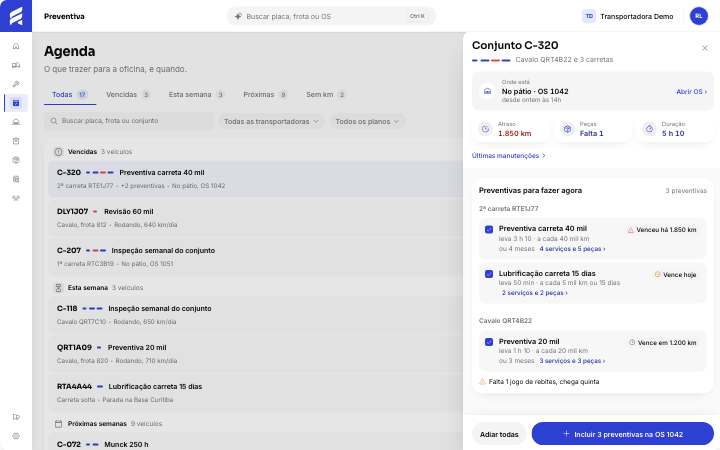 Preventiva
Buscar placa, frota ou OS
Ctrl K
TD
Transportadora Demo
RL
Agenda
O que trazer para a oficina, e quando.
Todas 17
Vencidas 3
Esta semana 3
Próximas 9
Sem km 2
Buscar placa, frota ou conjunto
Todas as transportadoras
Todos os planos
Vencidas 3 veículos
C-320 Preventiva carreta 40 mil
2ª carreta RTE1J77 · +2 preventivas · No pátio, OS 1042
DLY1J07 Revisão 60 mil
Cavalo, frota 812 · Rodando, 640 km/dia
C-207 Inspeção semanal do conjunto
1ª carreta RTC3B19 · No pátio, OS 1051
Esta semana 3 veículos
C-118 Inspeção semanal do conjunto
Cavalo QRT7C10 · Rodando, 650 km/dia
QRT1A09 Preventiva 20 mil
Cavalo, frota 820 · Rodando, 710 km/dia
RTA4A44 Lubrificação carreta 15 dias
Carreta solta · Parada na Base Curitiba
Próximas semanas 9 veículos
C-072 Munck 250 h
Conjunto C-320
Cavalo QRT4B22 e 3 carretas
Onde está
No pátio · OS 1042
desde ontem às 14h
Abrir OS ›
Atraso
1.850 km
Peças
Falta 1
Duração
5 h 10
Últimas manutenções ›
Preventivas para fazer agora
3 preventivas
2ª carreta RTE1J77
Preventiva carreta 40 mil
Venceu há 1.850 km
leva 3 h 10 · a cada 40 mil km
ou 4 meses 4 serviços e 5 peças ›
Lubrificação carreta 15 dias
Vence hoje
leva 50 min · a cada 5 mil km ou 15 dias
2 serviços e 2 peças ›
Cavalo QRT4B22
Preventiva 20 mil
Vence em 1.200 km
leva 1 h 10 · a cada 20 mil km
ou 3 meses 3 serviços e 3 peças ›
Falta 1 jogo de rebites, chega quinta
Adiar todas
+ Incluir 3 preventivas na OS 1042